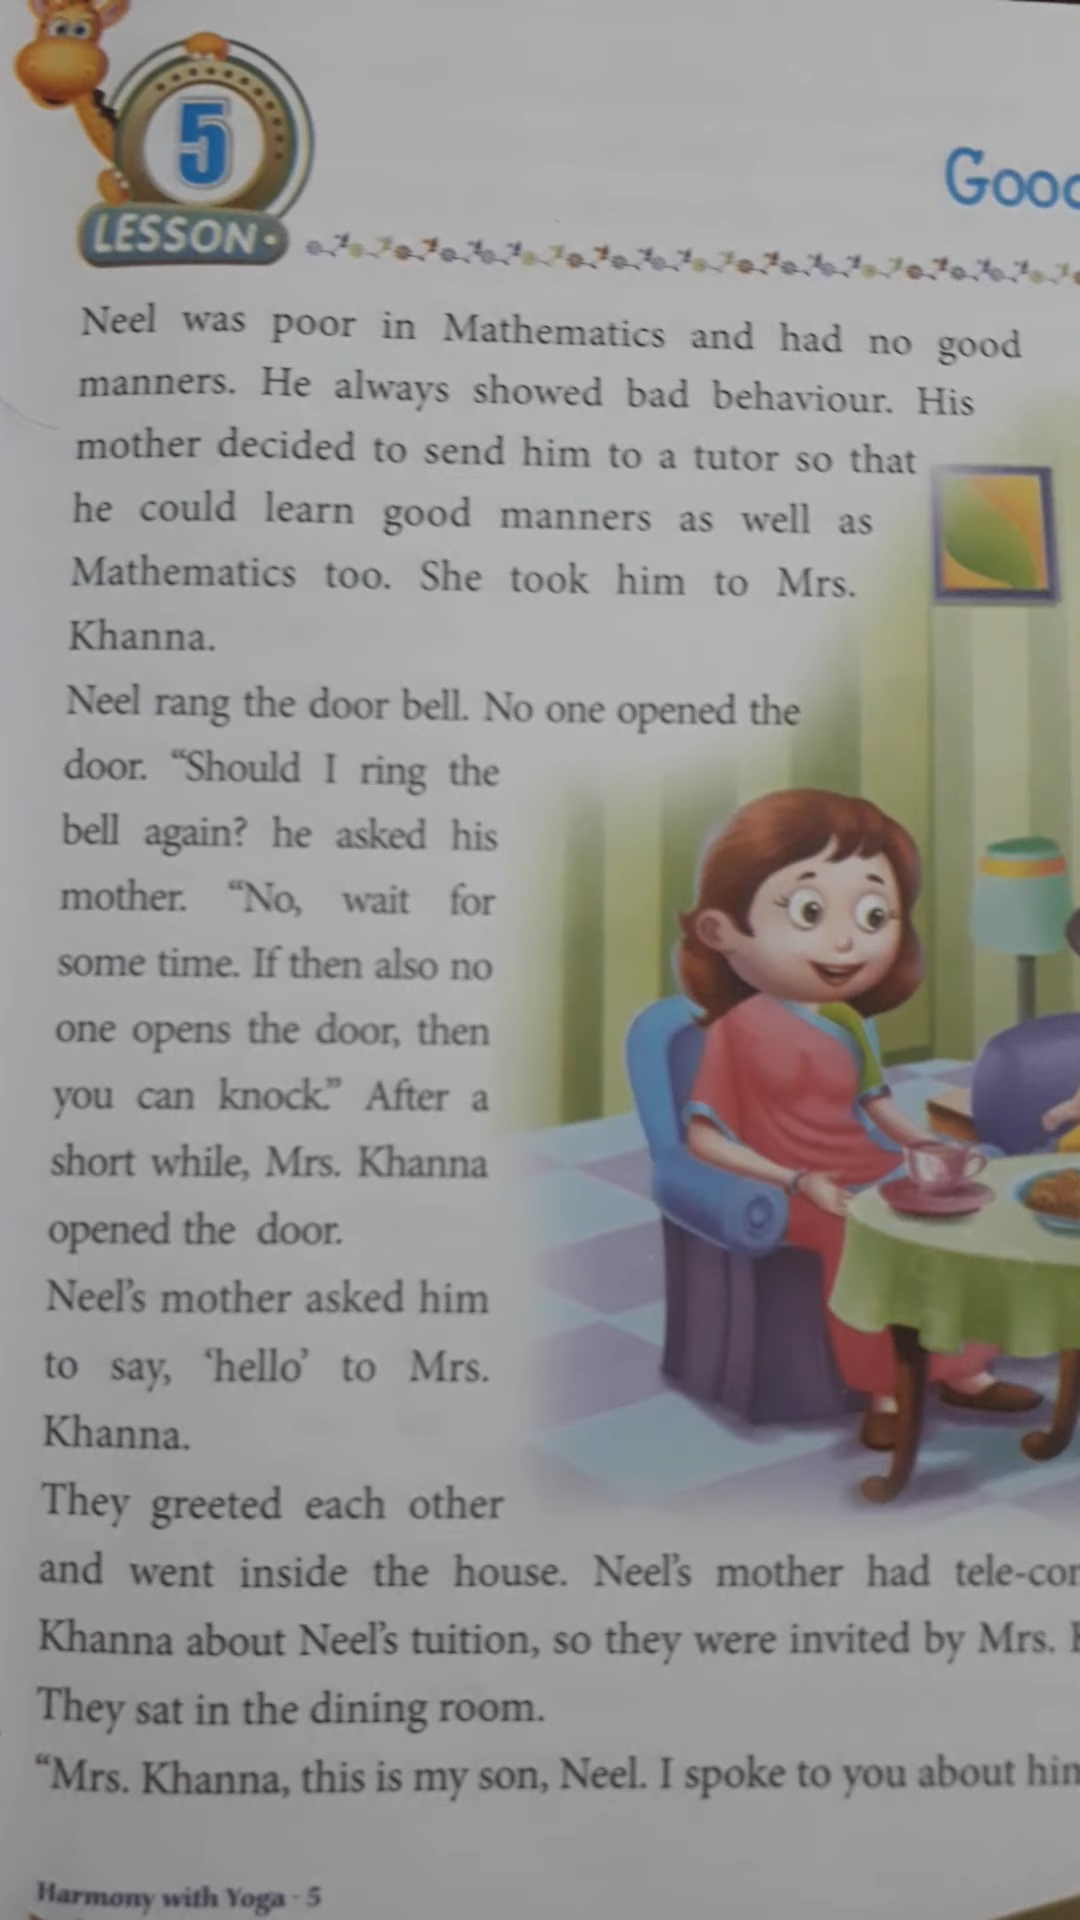 5
LESSON
Neel was poor in Mathematics and had no good
manners. He always showed bad behaviour. His
mother decided to send him to a tutor so that
he could learn good manners as well as
Mathematics too. She took him to Mrs.
Khanna.
Neel rang the door bell. No one opened the
door. “Should I ring the
bell again? he asked his
mother. “No, wait for
some time. If then also no
one opens the door, then
you can knock.” After a
short while, Mrs. Khanna
opened the door.
Neel’s mother asked him
to say, ‘hello’ to Mrs.
Khanna.
They greeted each other
and went inside the house. Neel’s mother had
Khanna about Neel’s tuition, so they were invited by Mrs.
They sat in the dining room.
“Mrs. Khanna, this is my son, Neel. I spoke to you about
Harmony with Yoga - 5